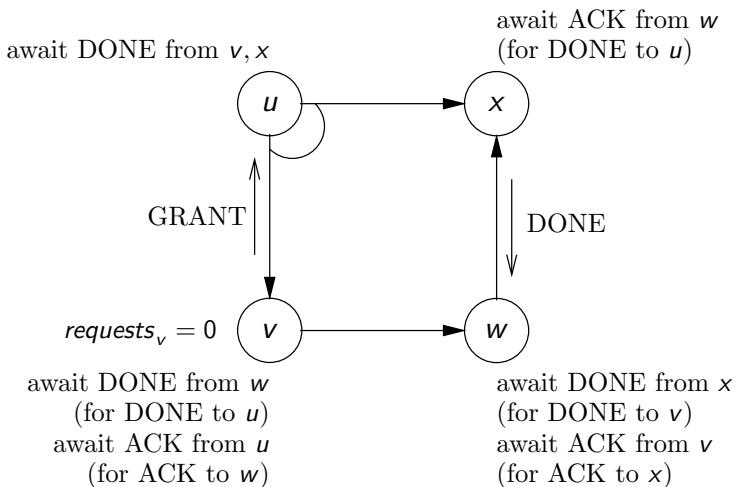 await ACK from w
await DONE from v, x
(for DONE to u)
u
x
GRANT
DONE
requests_v = 0
v
w
await DONE from w
(for DONE to u)
await ACK from u
(for ACK to w)
await DONE from x
(for DONE to v)
await ACK from v
(for ACK to x)